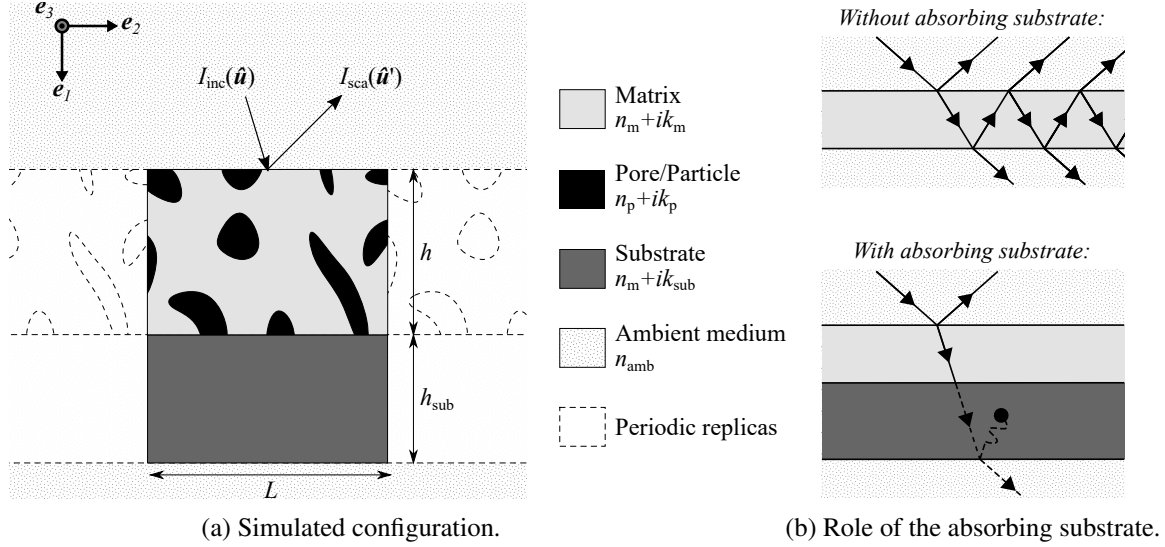 e3
e2
e1
Iinc(û)
Isca(û')
h
hsub
L
Matrix
nm+ikm
Pore/Particle
np+ikp
Substrate
nm+iksub
Ambient medium
namb
Periodic replicas
Without absorbing substrate:
With absorbing substrate:
(a) Simulated configuration.
(b) Role of the absorbing substrate.